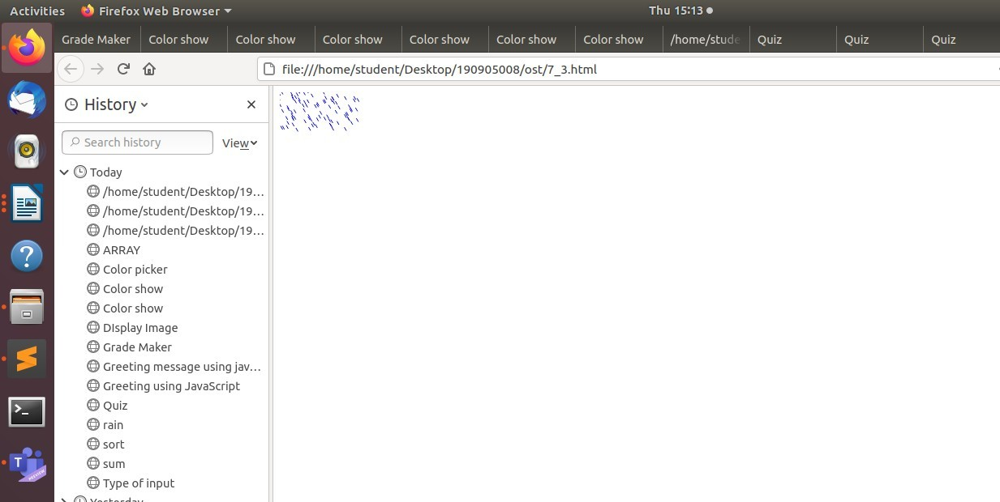 Activities Firefox Web Browser Thu 15:13
Grade Maker Color show Color show Color show Color show Color show Color show /home/stude Quiz Quiz Quiz
file:///home/student/Desktop/190905008/ost/7_3.html
History
Search history View
Today
/home/student/Desktop/19...
/home/student/Desktop/19...
/home/student/Desktop/19...
ARRAY
Color picker
Color show
Color show
DIsplay Image
Grade Maker
Greeting message using jav...
Greeting using JavaScript
Quiz
rain
sort
sum
Type of input
Yesterday
?
>_
T
PREVIEW